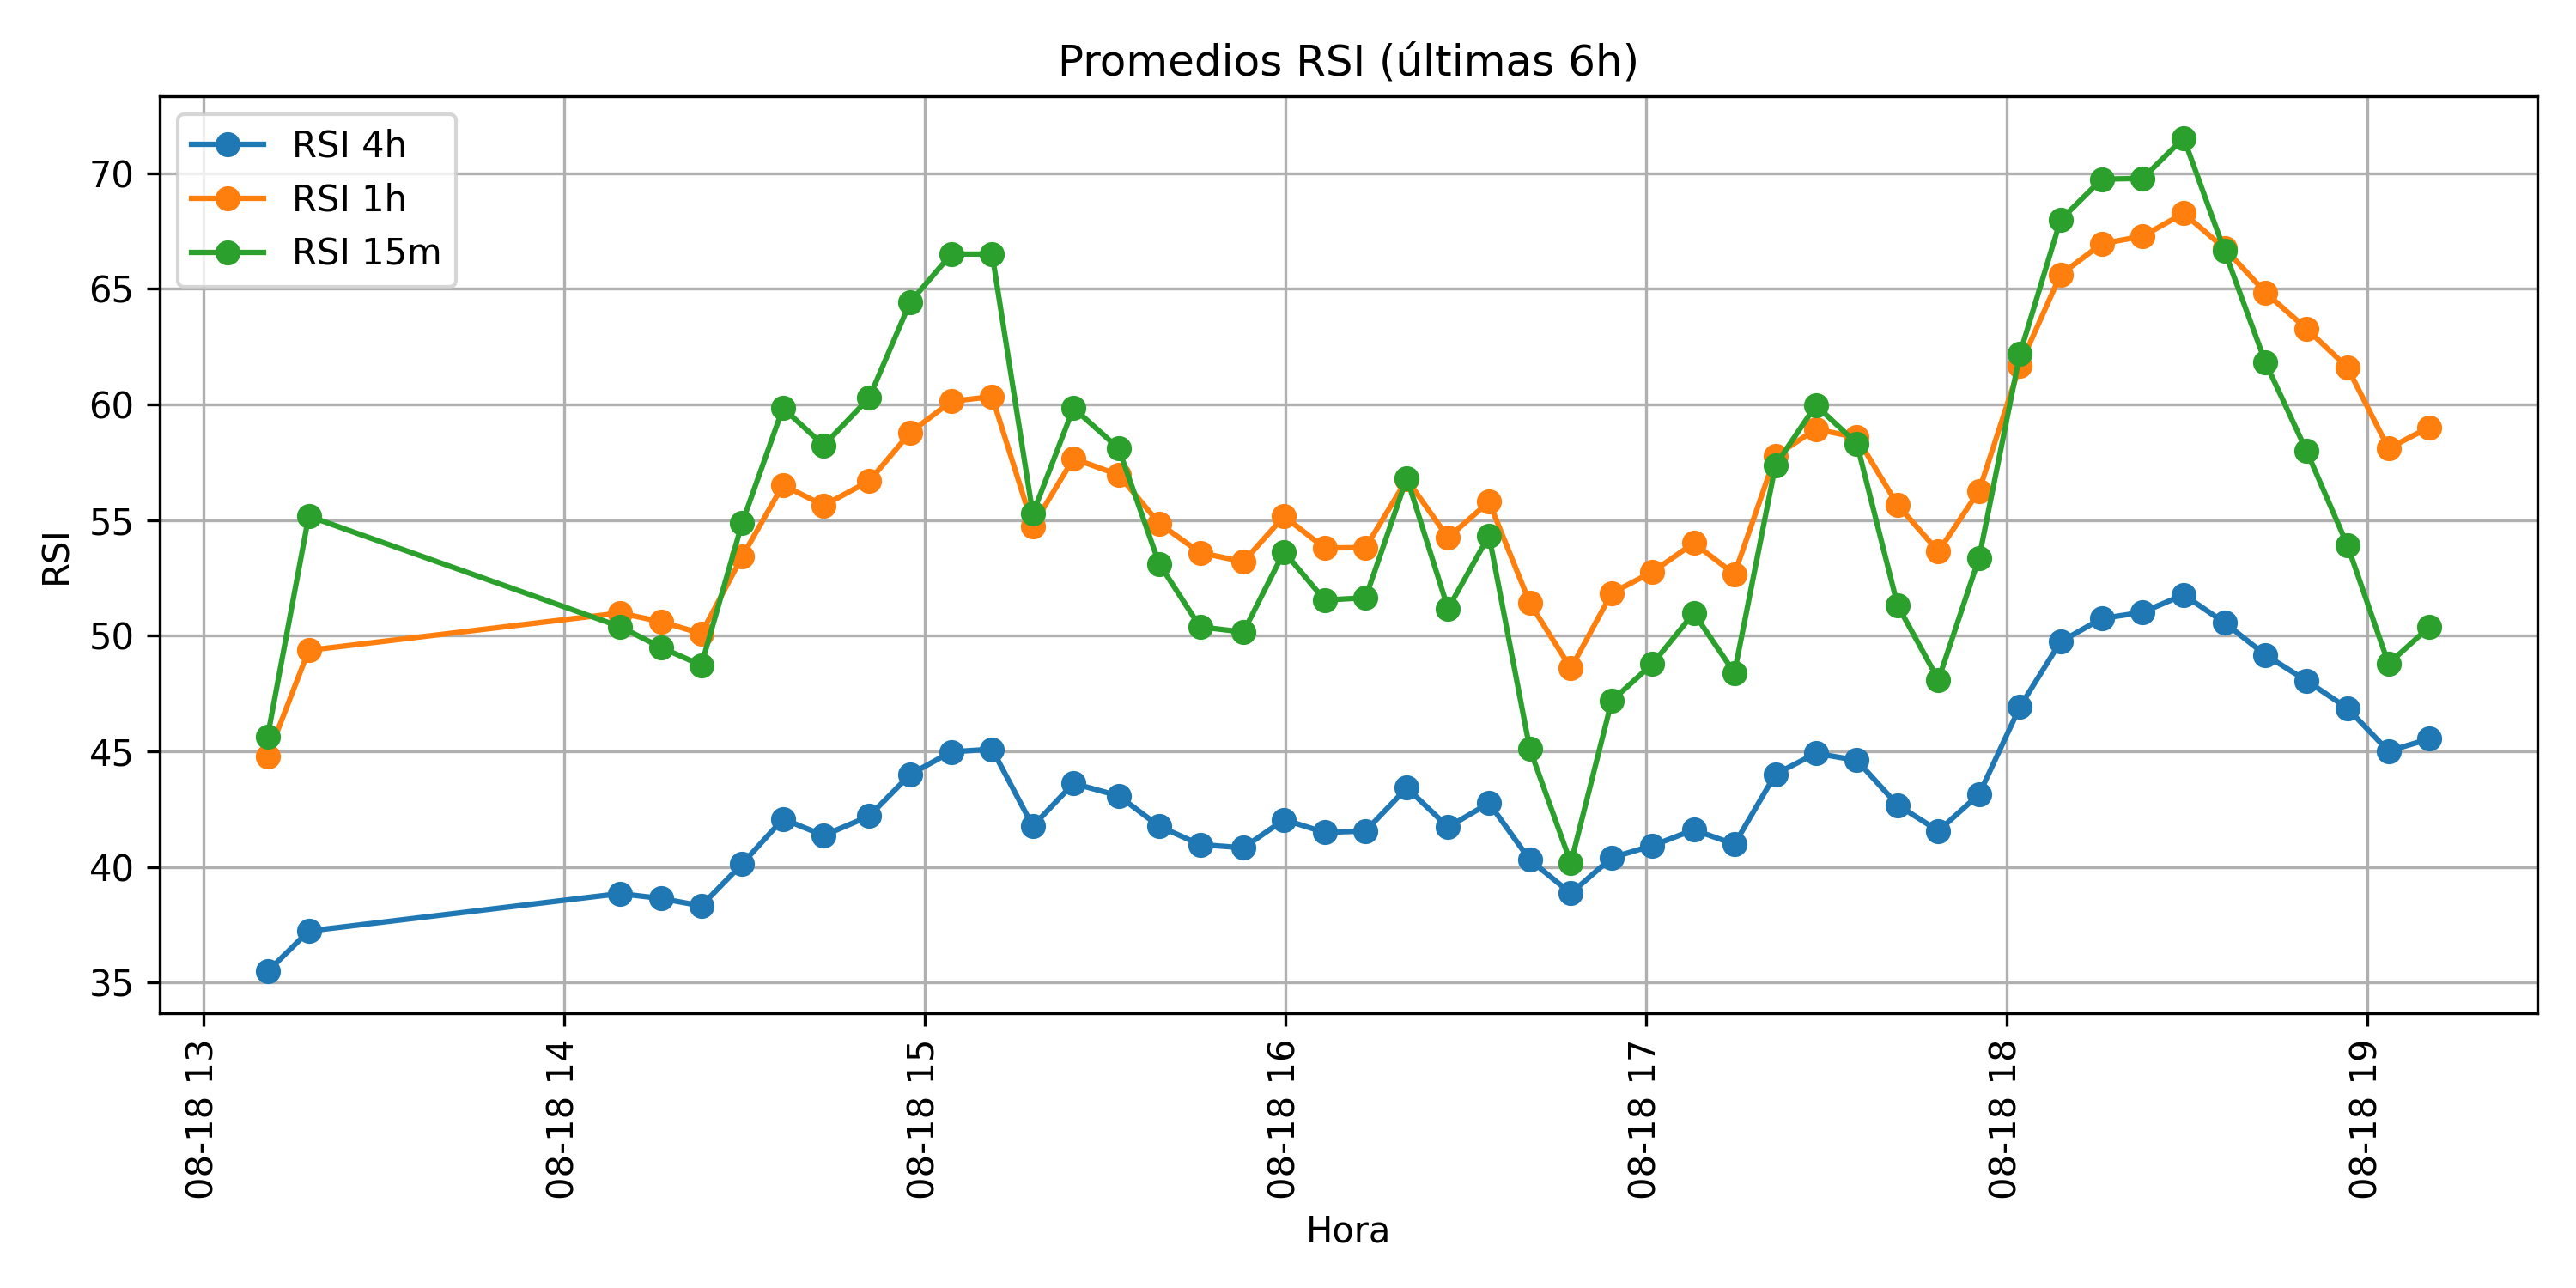 Promedios RSI (últimas 6h)
RSI 4h
RSI 1h
RSI 15m
RSI
70
65
60
55
50
45
40
35
08-18 13
08-18 14
08-18 15
08-18 16
08-18 17
08-18 18
08-18 19
Hora